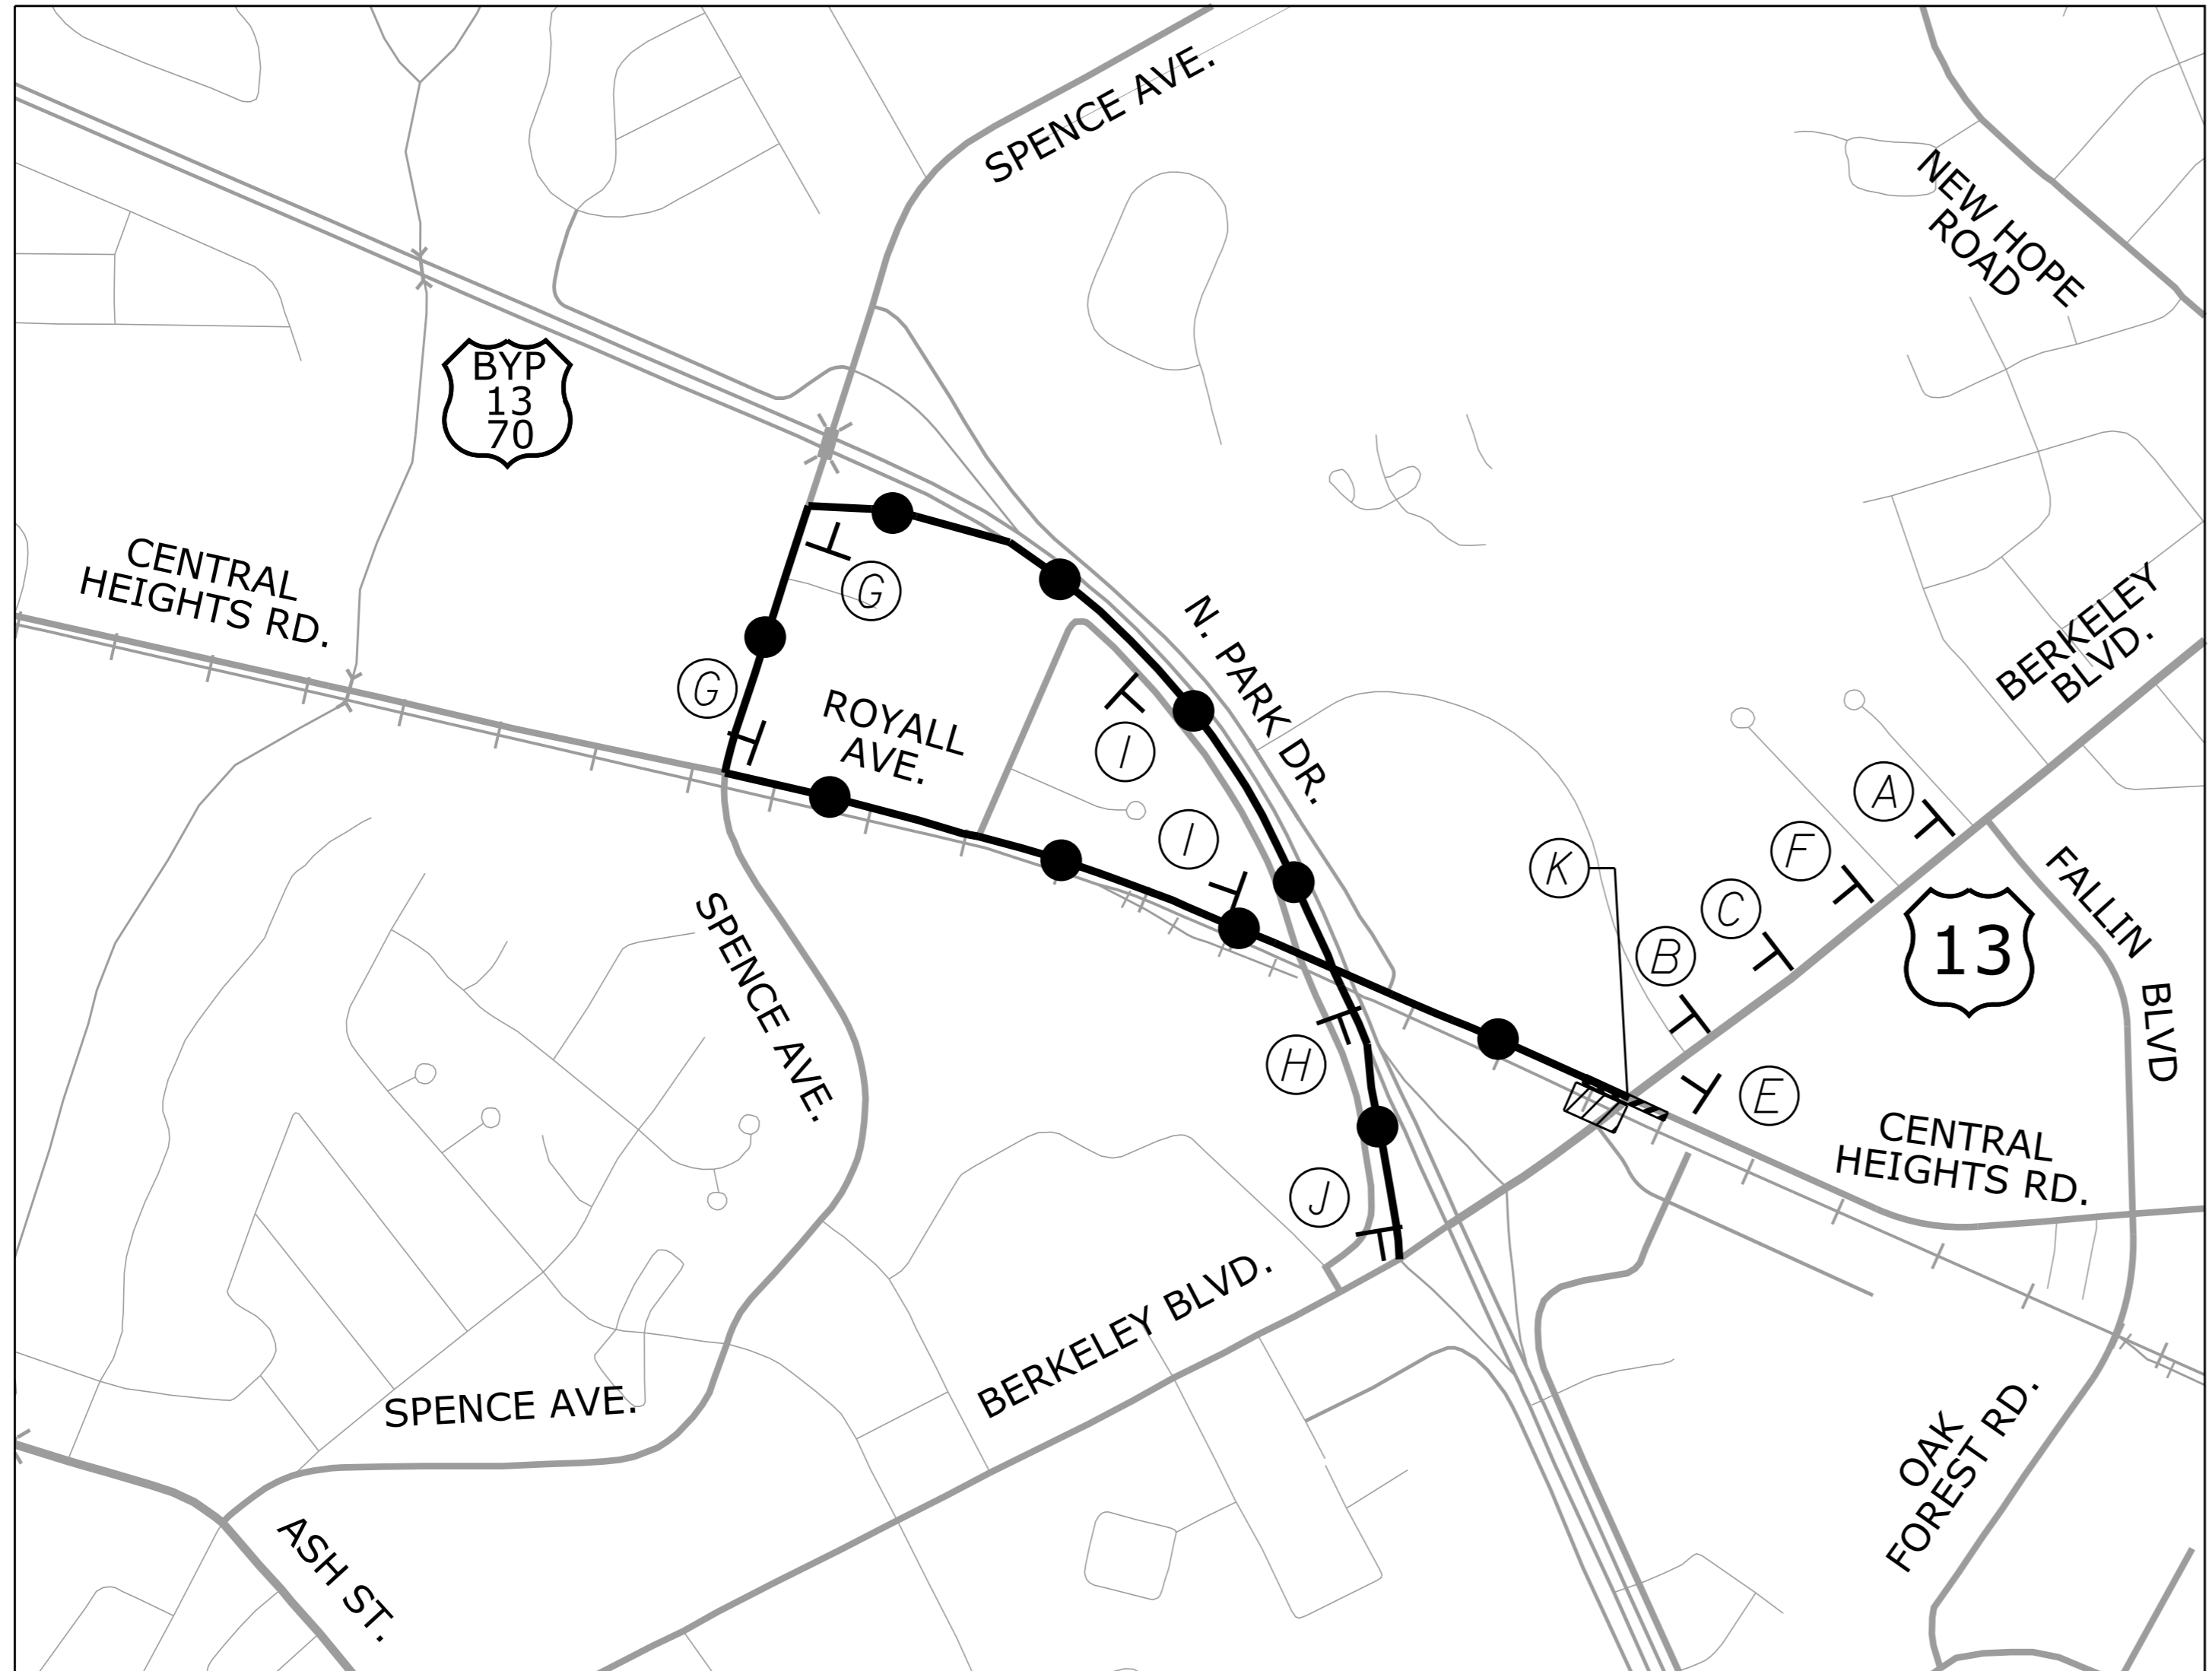 SPENCE AVE.
NEW HOPE
ROAD
BYP
13
70
CENTRAL
HEIGHTS RD.
G
G
N. PARK DR.
BERKELEY
BLVD.
ROYALL
AVE.
I
I
A
F
K
C
B
13
FALLIN BLVD
SPENCE AVE.
H
E
CENTRAL
HEIGHTS RD.
J
BERKELEY BLVD.
SPENCE AVE.
OAK
FOREST RD.
ASH ST.